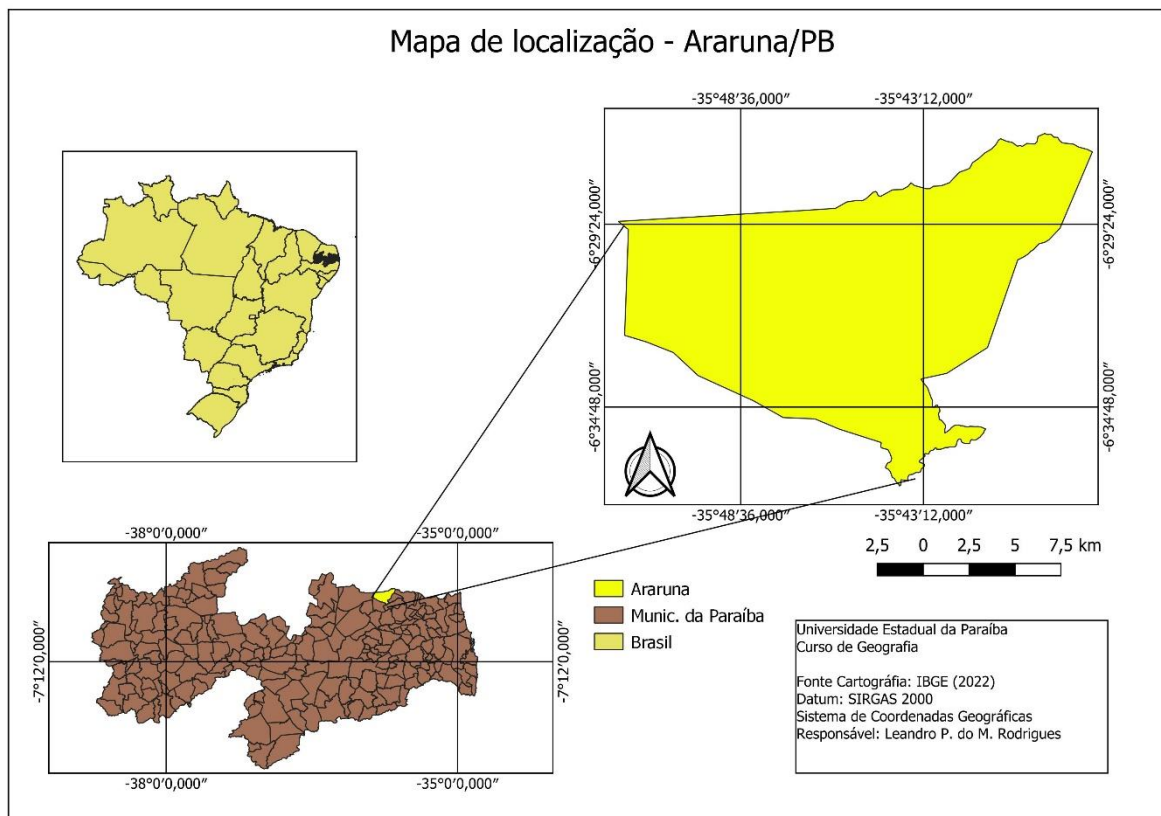 Mapa de localização - Araruna/PB
-35°48′36,000″ -35°43′12,000″
-6°29′24,000″ -6°29′24,000″
-6°34′48,000″ -6°34′48,000″
-35°48′36,000″ -35°43′12,000″
2,5 0 2,5 5 7,5 km
-38°0′0,000″ -35°0′0,000″
-7°12′0,000″ -7°12′0,000″
-38°0′0,000″ -35°0′0,000″
Araruna
Munic. da Paraíba
Brasil
Universidade Estadual da Paraíba
Curso de Geografia
Fonte Cartográfia: IBGE (2022)
Datum: SIRGAS 2000
Sistema de Coordenadas Geográficas
Responsável: Leandro P. do M. Rodrigues